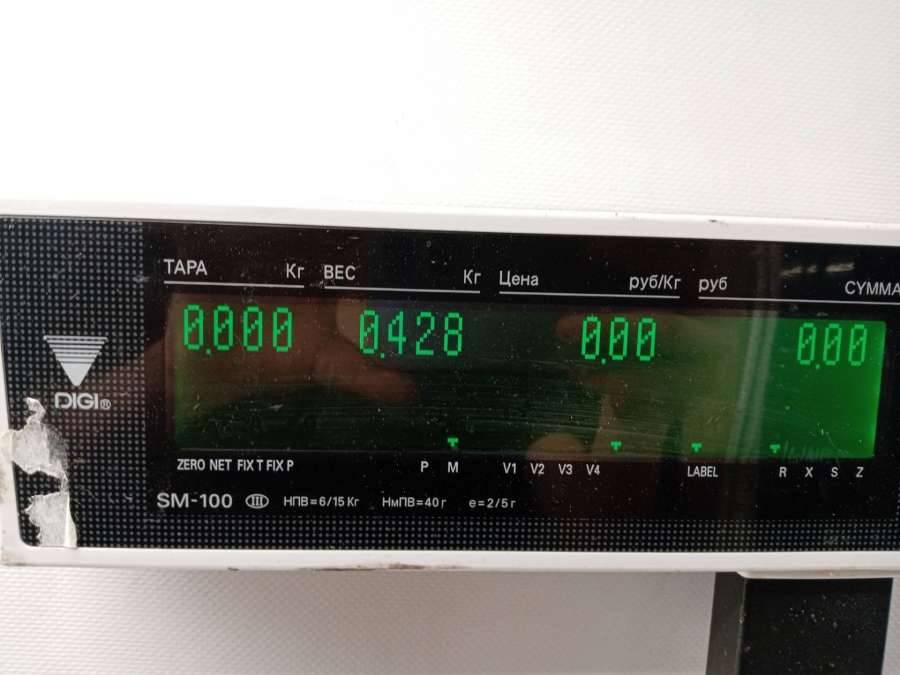 ТАРА Кг ВЕС Кг Цена руб/Кг руб СУММА
0.000 0.428 0.00 0.00
DIGI®
ZERO NET FIX T FIX P P M V1 V2 V3 V4 LABEL R X S Z
SM-100 III НПВ=6/15 Кг НмПВ=40 г e=2/5 г